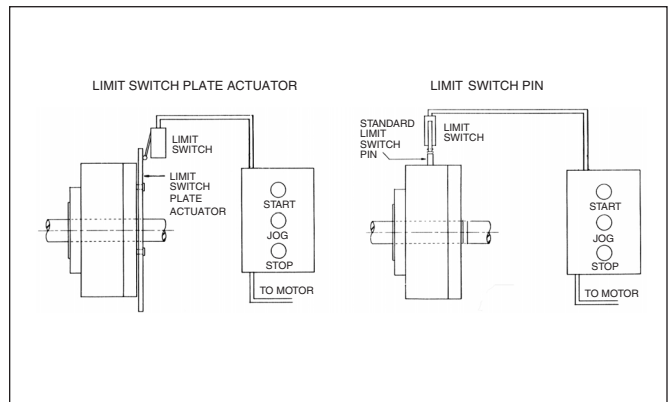 LIMIT SWITCH PLATE ACTUATOR
LIMIT
SWITCH
LIMIT
SWITCH
PLATE
ACTUATOR
START
JOG
STOP
TO MOTOR
LIMIT SWITCH PIN
STANDARD
LIMIT
SWITCH
PIN
LIMIT
SWITCH
START
JOG
STOP
TO MOTOR